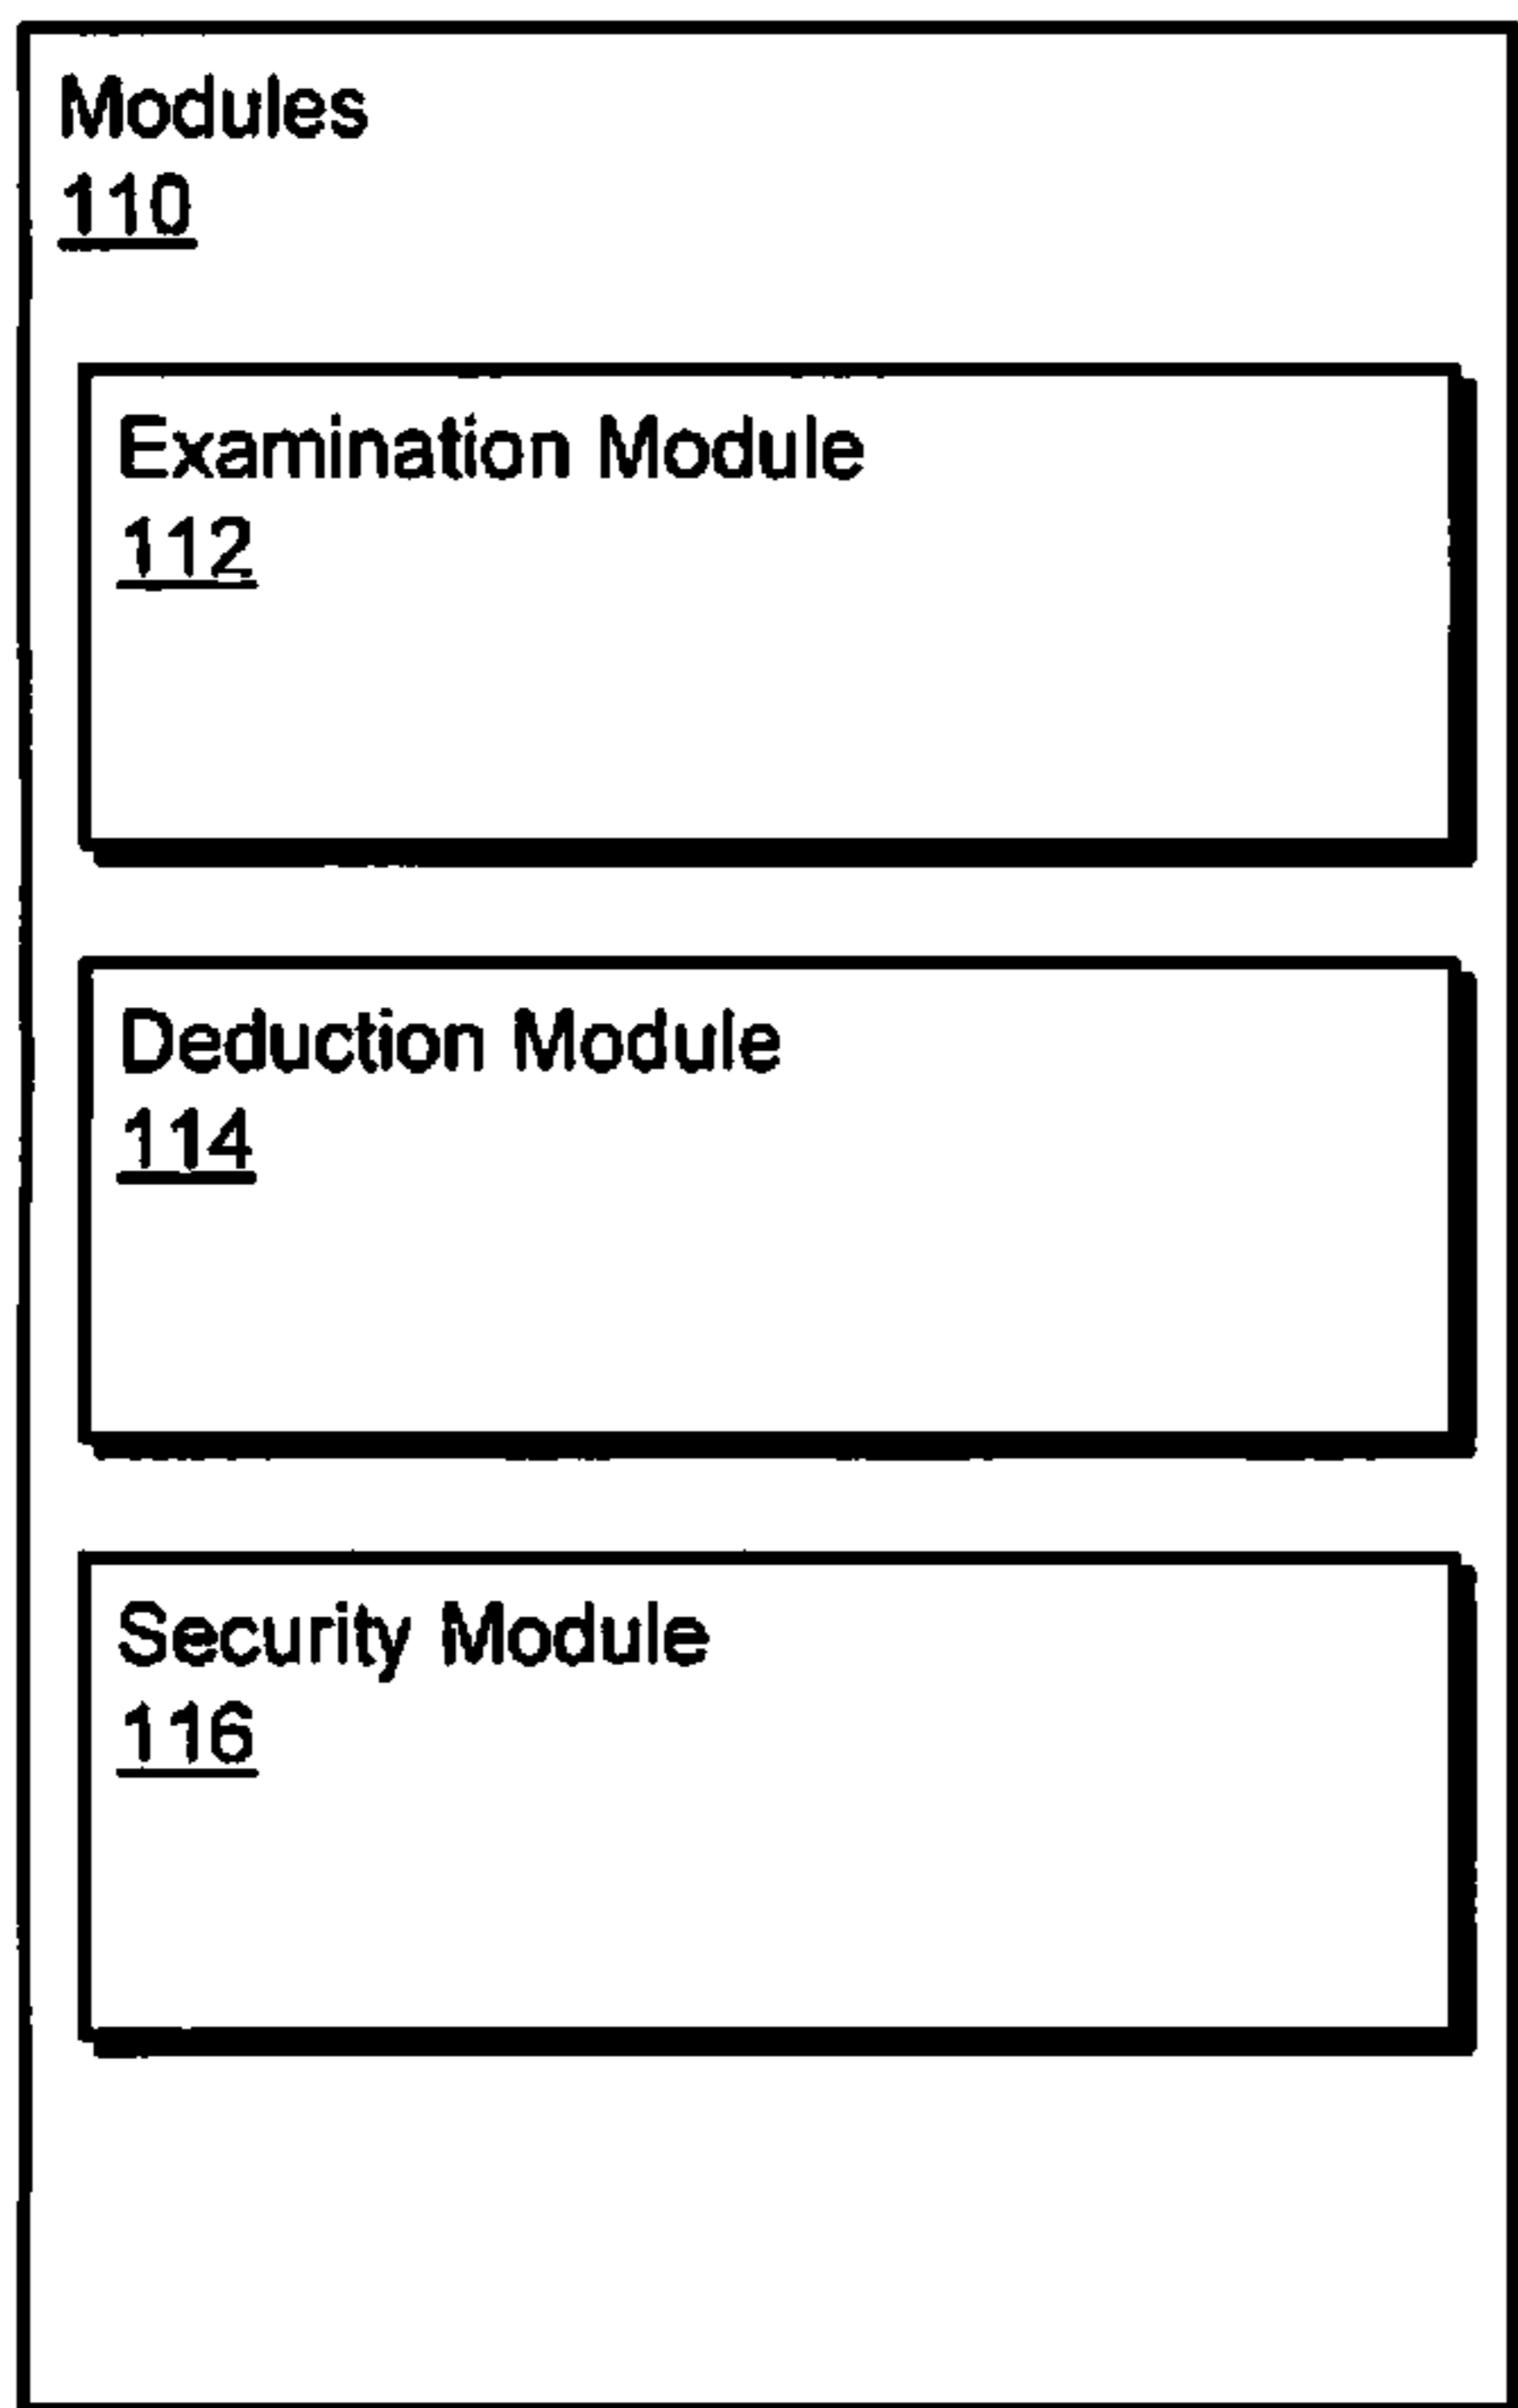 Modules
110
Examination Module
112
Deduction Module
114
Security Module
116